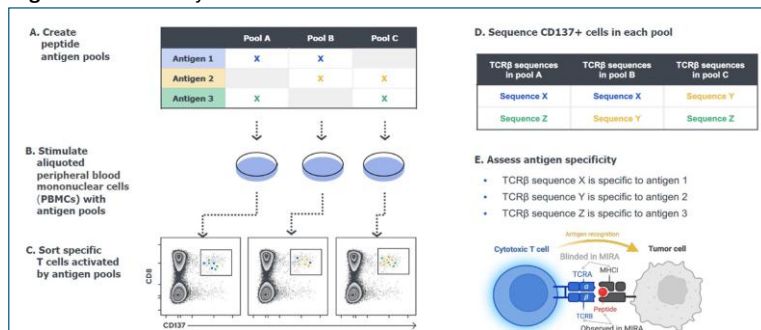 A. Create
peptide
antigen pools
Pool A Pool B Pool C
Antigen 1 X X
Antigen 2 X X
Antigen 3 X X
B. Stimulate
aliquoted
peripheral blood
mononuclear cells
(PBMCs) with
antigen pools
C. Sort specific
T cells activated
by antigen pools
CD8
CD137
D. Sequence CD137+ cells in each pool
TCRβ sequences in pool A TCRβ sequences in pool B TCRβ sequences in pool C
Sequence X Sequence X Sequence Y
Sequence Z Sequence Y Sequence Z
E. Assess antigen specificity
• TCRβ sequence X is specific to antigen 1
• TCRβ sequence Y is specific to antigen 2
• TCRβ sequence Z is specific to antigen 3
Antigen recognition
Cytotoxic T cell Tumor cell
Blinded in MIRA
TCRA MHCI
α
β
Peptide
TCRB
Observed in MIRA